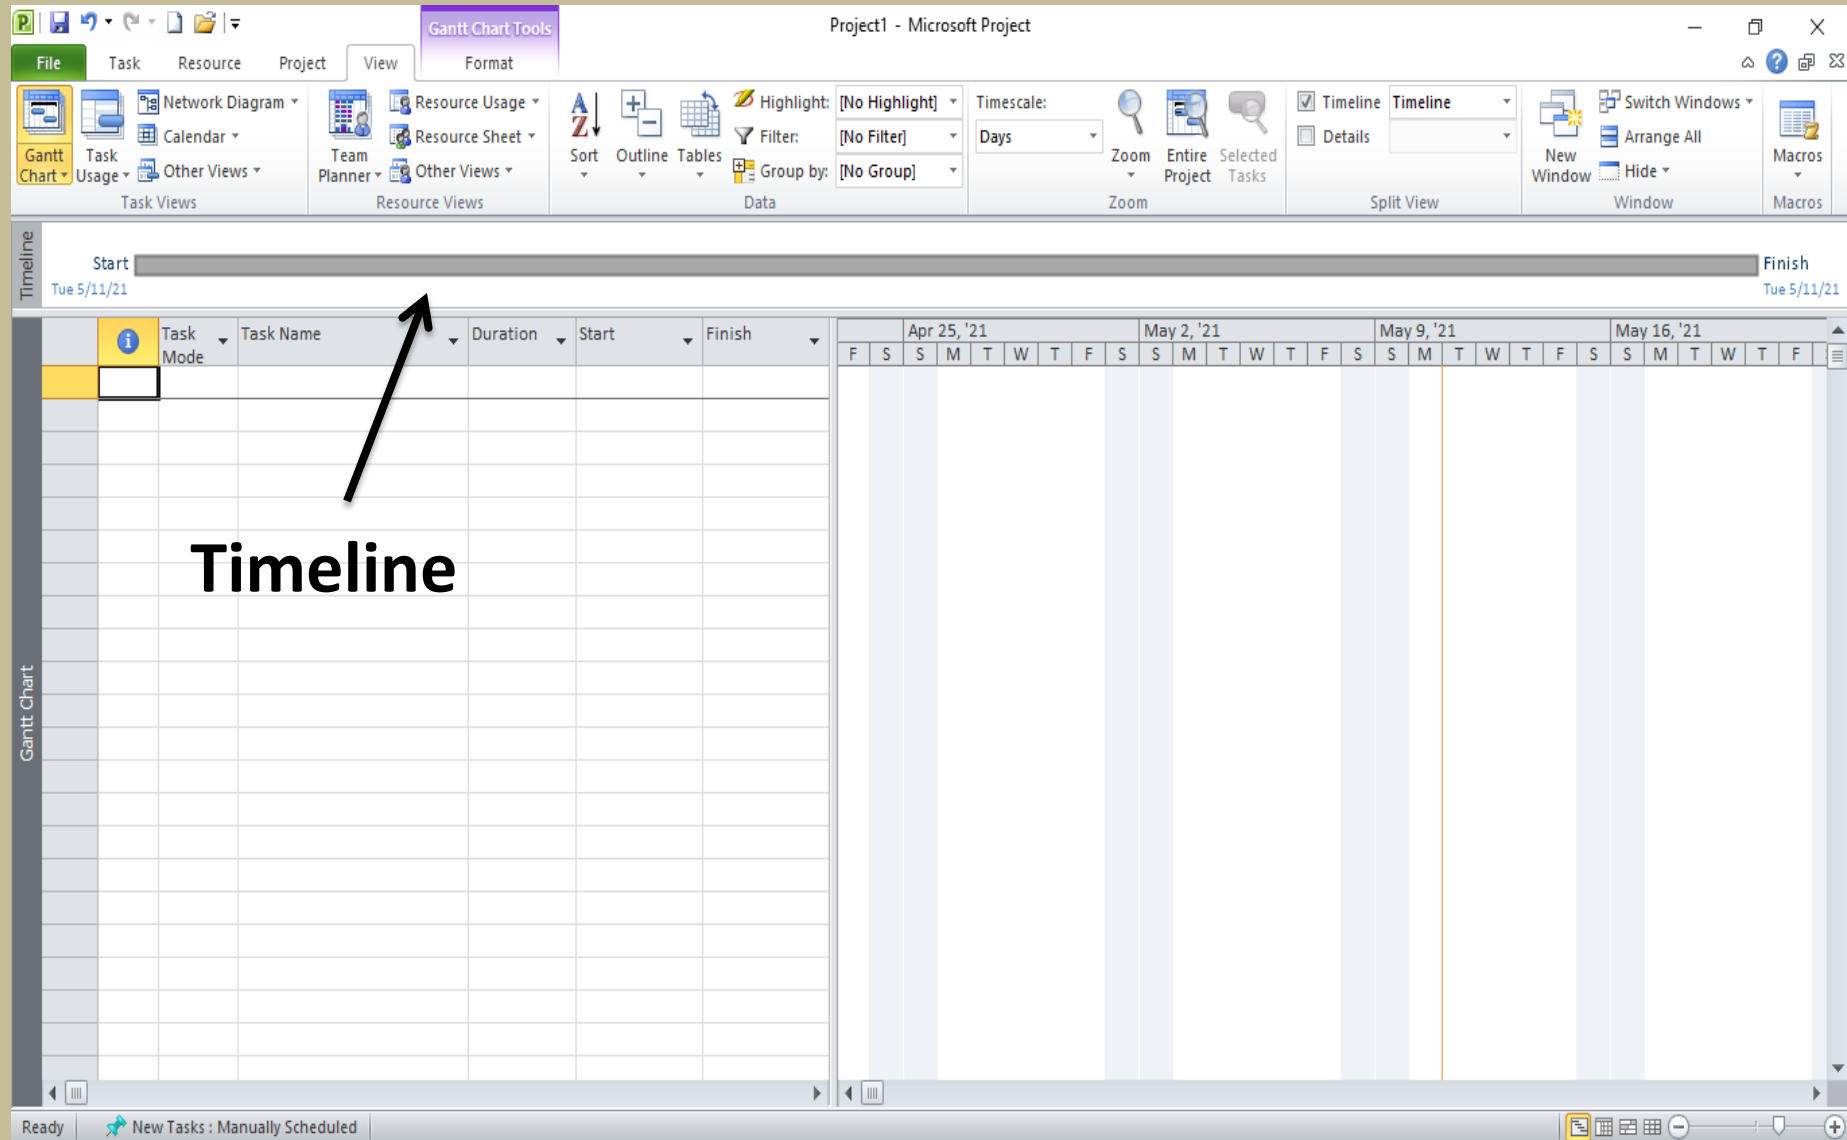 Gantt Chart Tools
Project1 - Microsoft Project
File Task Resource Project View Format
Gantt Chart
Task Usage
Network Diagram
Calendar
Other Views
Task Views
Team Planner
Resource Usage
Resource Sheet
Other Views
Resource Views
Sort
Outline
Tables
Highlight: [No Highlight]
Filter: [No Filter]
Group by: [No Group]
Data
Timescale:
Days
Zoom
Entire Project
Selected Tasks
Zoom
Timeline Timeline
Details
Split View
New Window
Switch Windows
Arrange All
Hide
Window
Macros
Macros
Timeline
Start
Tue 5/11/21
Finish
Tue 5/11/21
Task Mode Task Name Duration Start Finish
Apr 25, '21 May 2, '21 May 9, '21 May 16, '21
F S S M T W T F S S M T W T F S S M T W T F S S M T W T F
Timeline
Gantt Chart
Ready New Tasks : Manually Scheduled